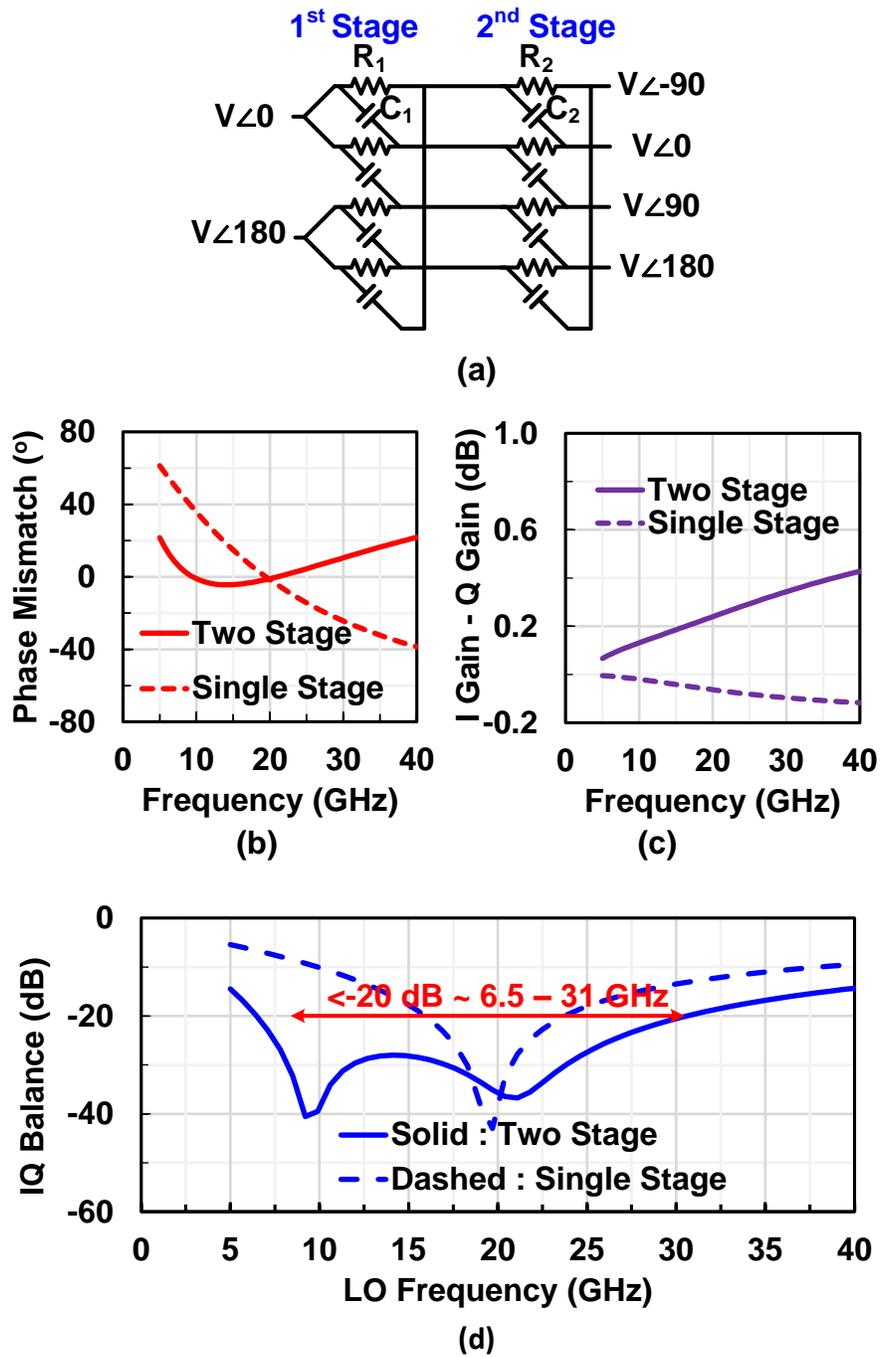 1st Stage 2nd Stage
R1 R2
V∠0 C1 C2 V∠-90
V∠0
V∠90
V∠180 V∠180
(a)
Phase Mismatch (o)
80
40
0
-40
-80
Two Stage
Single Stage
0 10 20 30 40
Frequency (GHz)
(b)
I Gain - Q Gain (dB)
1.0
0.6
0.2
-0.2
Two Stage
Single Stage
0 10 20 30 40
Frequency (GHz)
(c)
IQ Balance (dB)
0
-20
-40
-60
<-20 dB ~ 6.5 – 31 GHz
Solid : Two Stage
Dashed : Single Stage
0 5 10 15 20 25 30 35 40
LO Frequency (GHz)
(d)